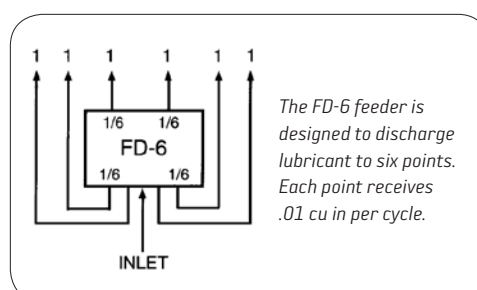 1 1 1 1 1 1
1/6 1/6
FD-6
1/6 1/6
INLET
The FD-6 feeder is
designed to discharge
lubricant to six points.
Each point receives
.01 cu in per cycle.